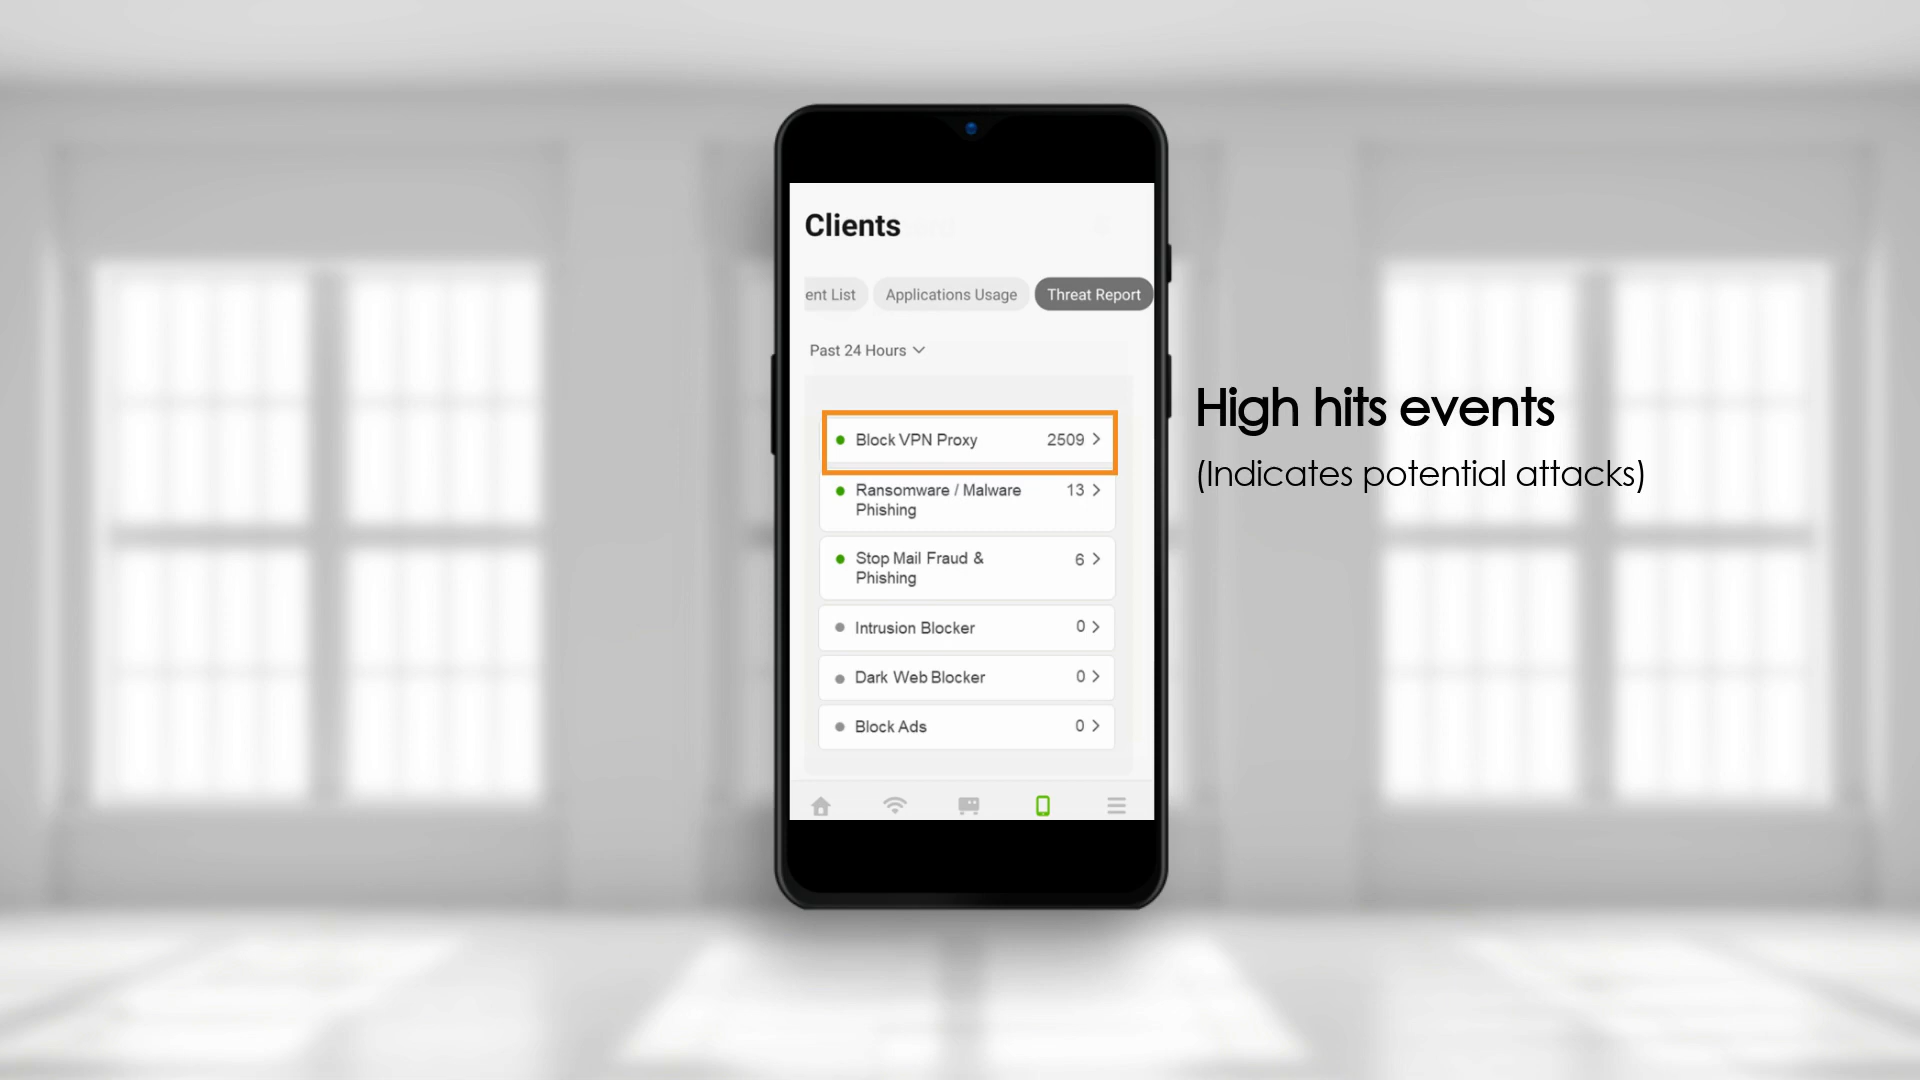 Clients
ent List
Applications Usage
Threat Report
Past 24 Hours
Block VPN Proxy 2509
Ransomware / Malware 13
Phishing
Stop Mail Fraud & 6
Phishing
Intrusion Blocker 0
Dark Web Blocker 0
Block Ads 0
High hits events
(Indicates potential attacks)